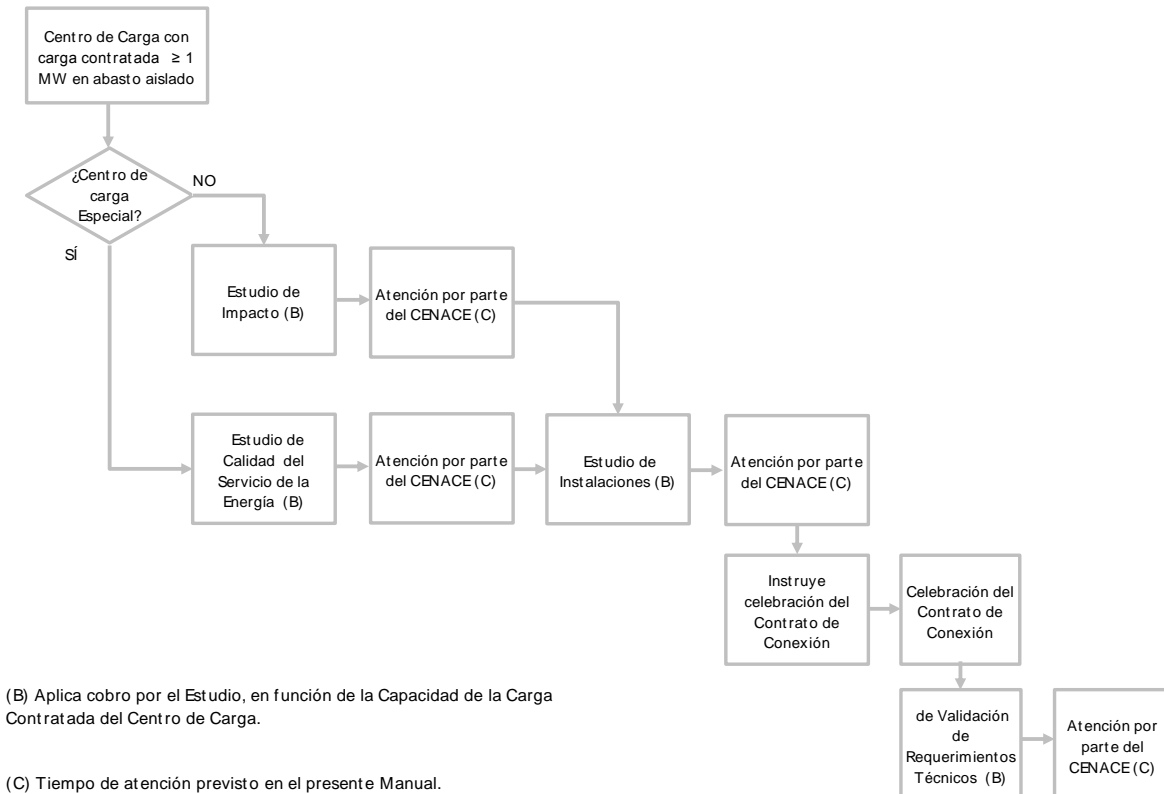 Centro de Carga con
carga contratada ≥ 1
MW en abasto aislado
¿Centro de
carga
Especial?
NO
SÍ
Estudio de
Impacto (B)
Atención por parte
del CENACE (C)
Estudio de
Calidad del
Servicio de la
Energía (B)
Atención por parte
del CENACE (C)
Estudio de
Instalaciones (B)
Atención por parte
del CENACE (C)
Instruye
celebración del
Contrato de
Conexión
Celebración del
Contrato de
Conexión
de Validación
de
Requerimientos
Técnicos (B)
Atención por
parte del
CENACE (C)
(B) Aplica cobro por el Estudio, en función de la Capacidad de la Carga
Contratada del Centro de Carga.
(C) Tiempo de atención previsto en el presente Manual.